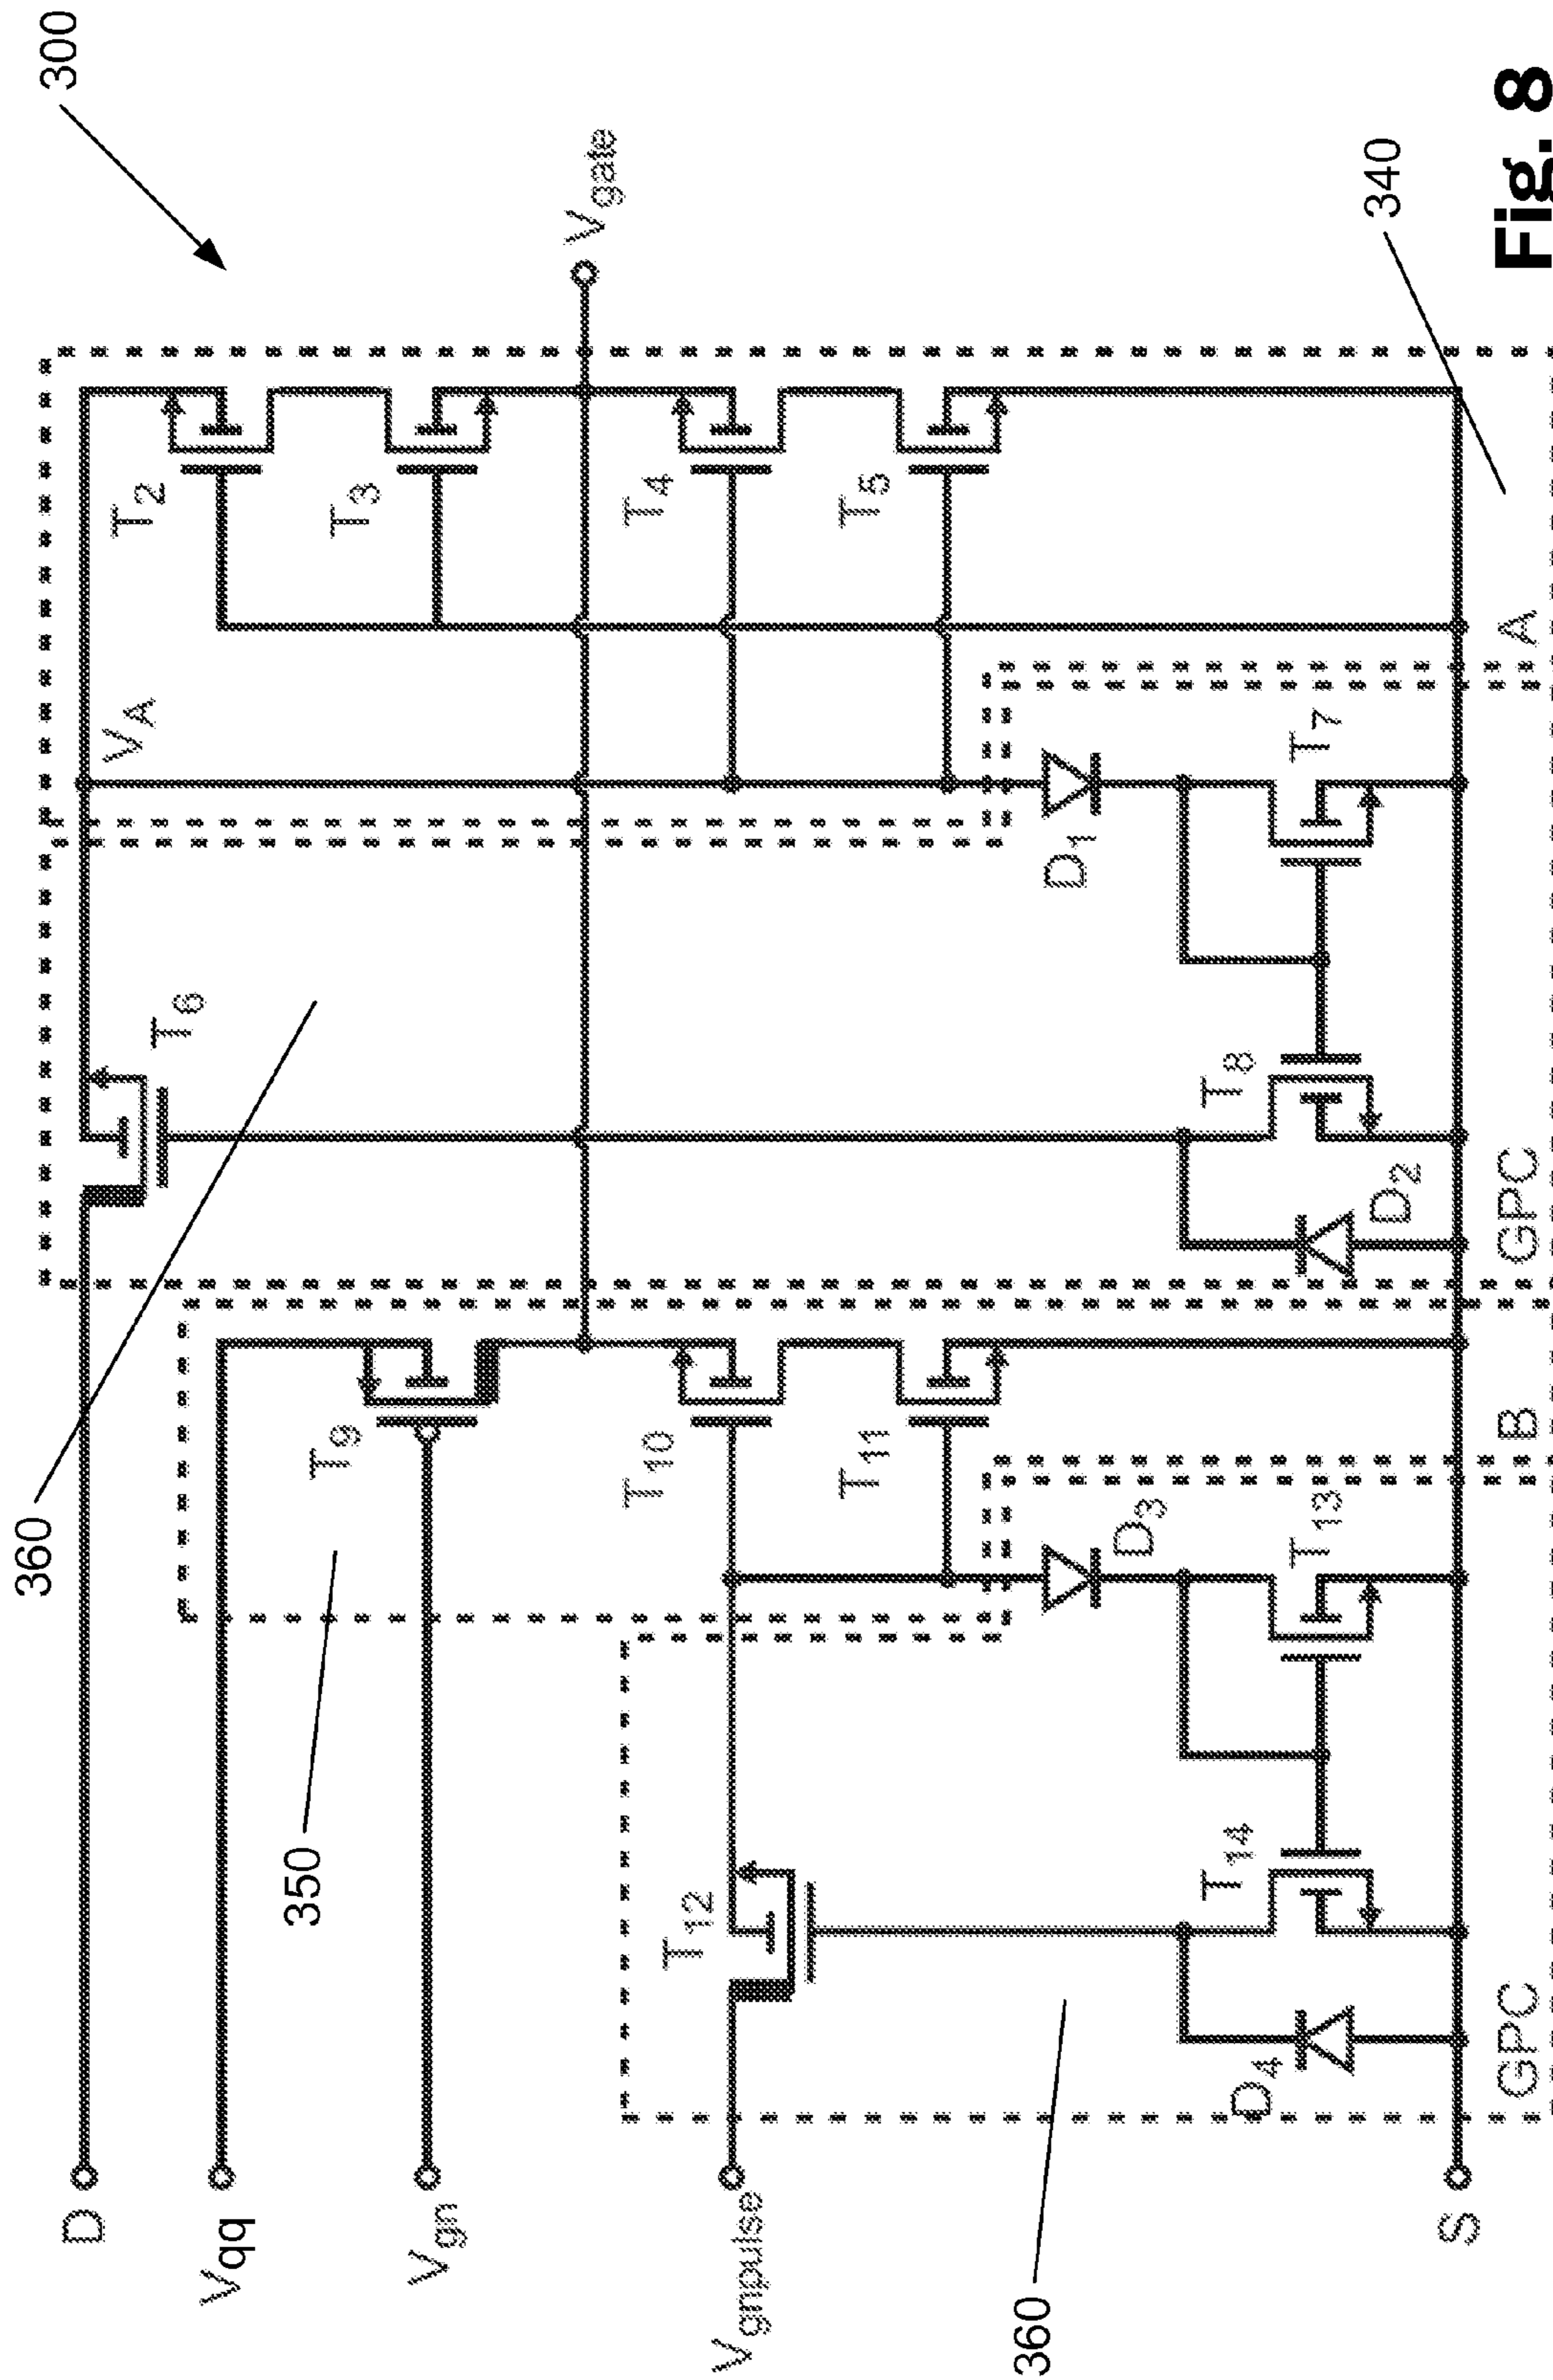 300
360
350
360
340
D
Vqq
Vgn
Vgnpulse
S
Vgate
VA
T2
T3
T4
T5
T6
T7
T8
T9
T10
T11
T12
T13
T14
D1
D2
D3
D4
GPC
B
GPC
A
Fig. 8